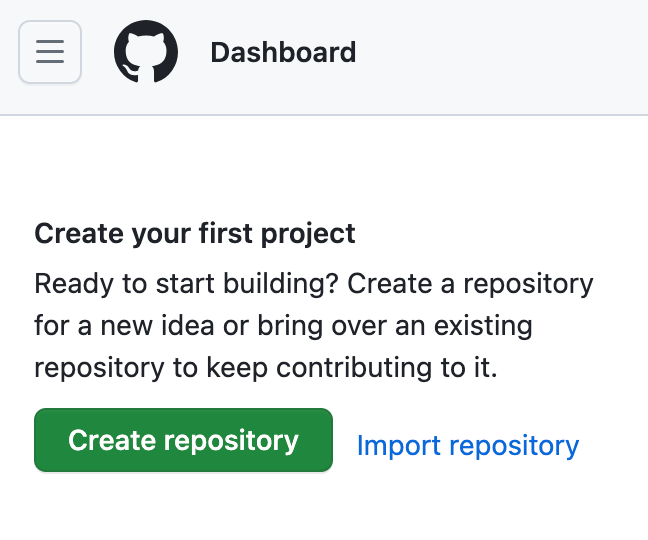 Dashboard
Create your first project
Ready to start building? Create a repository
for a new idea or bring over an existing
repository to keep contributing to it.
Create repository
Import repository